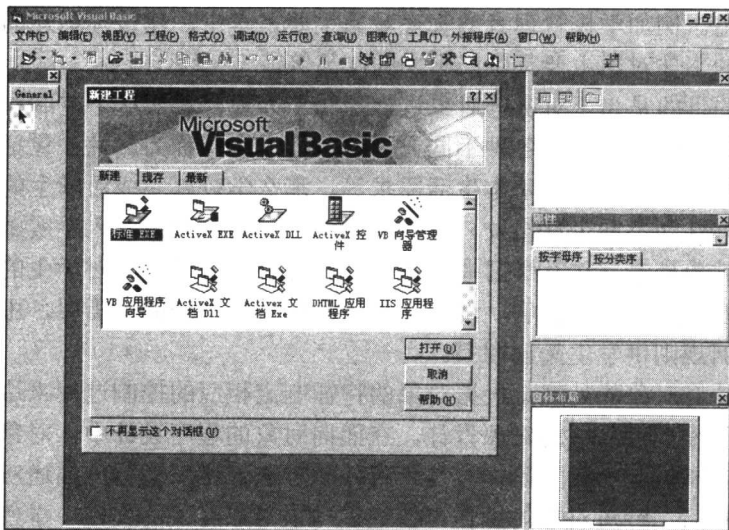 Microsoft Visual Basic
文件(F) 编辑(E) 视图(V) 工程(P) 格式(O) 调试(D) 运行(R) 查询(U) 图表(I) 工具(T) 外接程序(A) 窗口(W) 帮助(H)
General
新建工程
Microsoft
Visual Basic
新建 现存 最新
标准 EXE ActiveX EXE ActiveX DLL ActiveX 控件 VB 向导管理器
VB 应用程序向导 ActiveX 文档 Dll Activex 文档 Exe DHTML 应用程序 IIS 应用程序
打开(O)
取消
帮助(H)
不再显示这个对话框(D)
属性
按字母序 按分类序
窗体布局